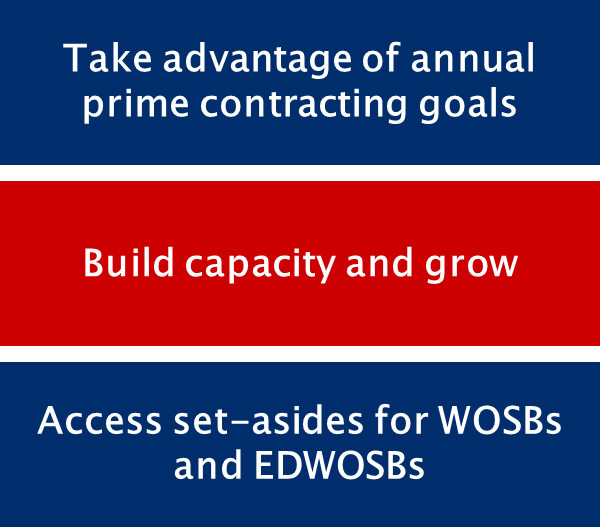 Take advantage of annual
prime contracting goals
Build capacity and grow
Access set-asides for WOSBs
and EDWOSBs